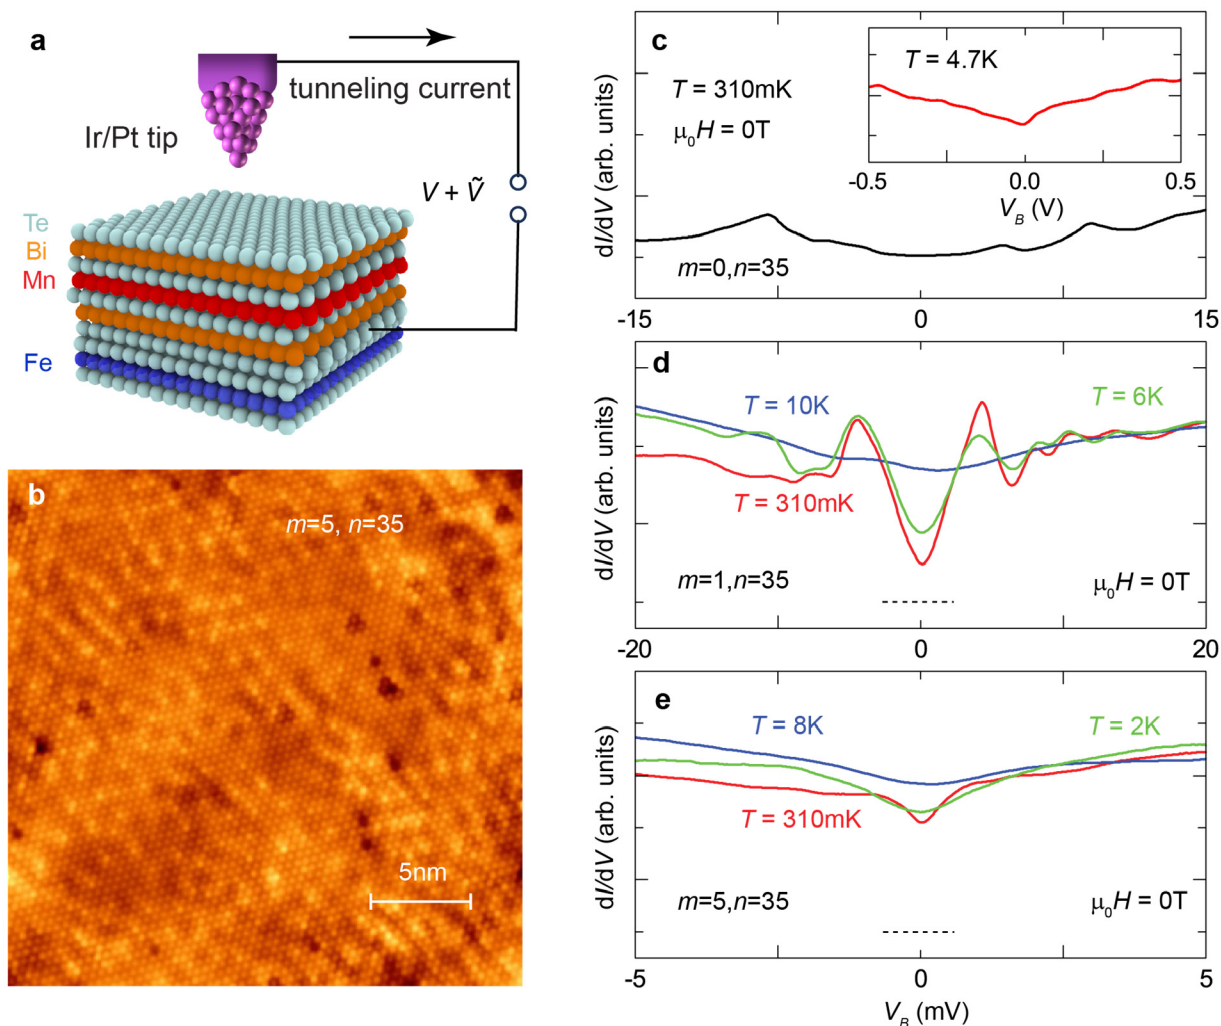 a
tunneling current
Ir/Pt tip
V + Ṽ
Te
Bi
Mn
Fe
b
m=5, n=35
5nm
c
T = 310mK
μ₀H = 0T
T = 4.7K
-0.5 0.0 0.5
V_B (V)
dI/dV (arb. units)
m=0,n=35
-15 0 15
d
T = 10K
T = 6K
T = 310mK
dI/dV (arb. units)
m=1,n=35
μ₀H = 0T
-20 0 20
e
T = 8K
T = 2K
T = 310mK
dI/dV (arb. units)
m=5,n=35
μ₀H = 0T
-5 0 5
V_B (mV)